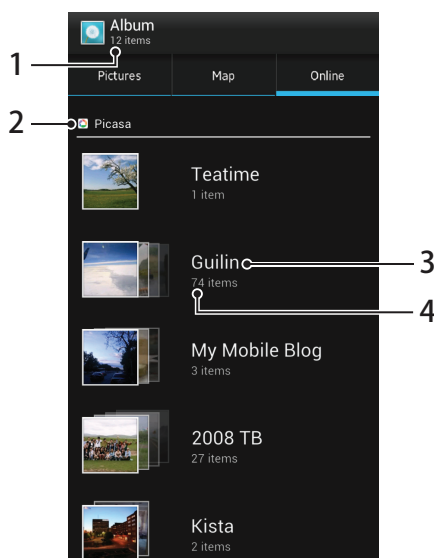 Album
12 items
1
Pictures Map Online
2
Picasa
Teatime
1 item
Guilin
3
74 items
4
My Mobile Blog
3 items
2008 TB
27 items
Kista
2 items